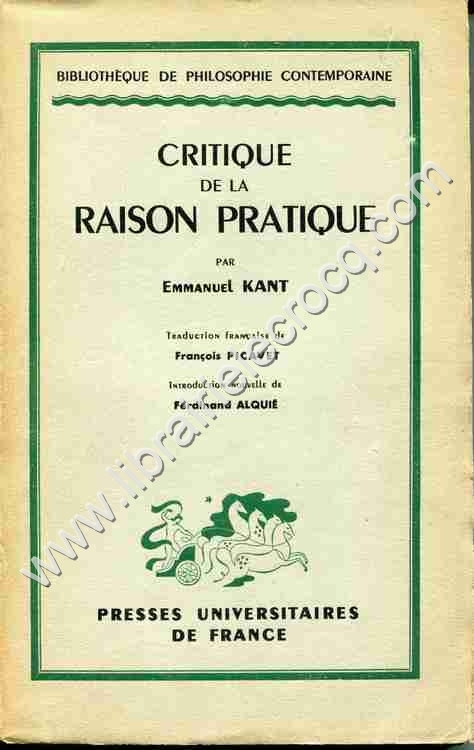 BIBLIOTHÈQUE DE PHILOSOPHIE CONTEMPORAINE
CRITIQUE
DE LA
RAISON PRATIQUE
PAR
EMMANUEL KANT
TRADUCTION FRANÇAISE DE
François PICAVET
INTRODUCTION NOUVELLE DE
Ferdinand ALQUIÉ
PRESSES UNIVERSITAIRES
DE FRANCE
www.librairielecrocq.com